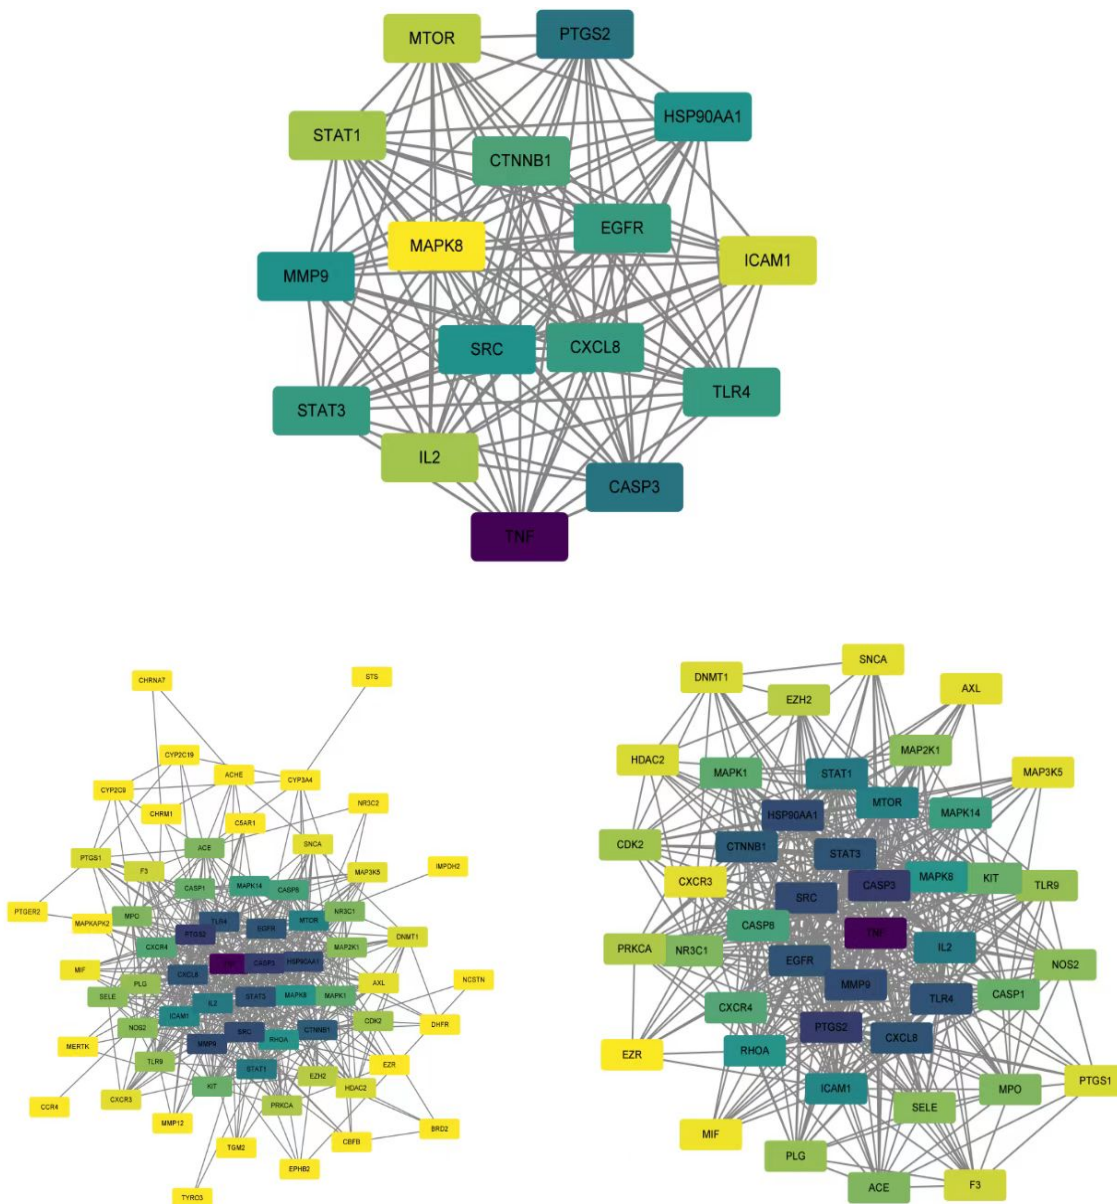 MTOR
PTGS2
HSP90AA1
STAT1
CTNNB1
EGFR
MAPK8
ICAM1
MMP9
SRC
CXCL8
TLR4
STAT3
IL2
CASP3
TNF
CHRNA7
STS
CYP2C19
ACHE
CYP3A4
CYP2C9
CHRM1
NR3C2
C5AR1
SNCA
ACE
PTGS1
F3
MAP3K5
IMPDH2
CASP1
MAPK14
CASP8
PTGER2
MAPKAPK2
MPO
TLR4
EGFR
MTOR
NR3C1
PTGS2
CXCR4
MAP2K1
DNMT1
MIF
PLG
CXCL8
CASP3
HSP90AA1
AXL
NCSTN
SELE
IL2
STAT3
MAPK8
MAPK1
ICAM1
NOS2
SRC
CTNNB1
CDK2
DHFR
MERTK
MMP9
RHOA
TLR9
STAT1
EZH2
EZR
KIT
HDAC2
CCR4
CXCR3
PRKCA
MMP12
TGM2
CBFB
BRD2
EPHB2
TYRO3
SNCA
DNMT1
AXL
EZH2
HDAC2
MAPK1
STAT1
MAP2K1
MAP3K5
MTOR
HSP90AA1
MAPK14
CDK2
CTNNB1
STAT3
CXCR3
CASP3
MAPK8
KIT
TLR9
SRC
PRKCA
NR3C1
CASP8
TNF
IL2
EGFR
NOS2
MMP9
CXCR4
TLR4
CASP1
PTGS2
CXCL8
EZR
RHOA
ICAM1
MPO
PTGS1
SELE
MIF
PLG
ACE
F3